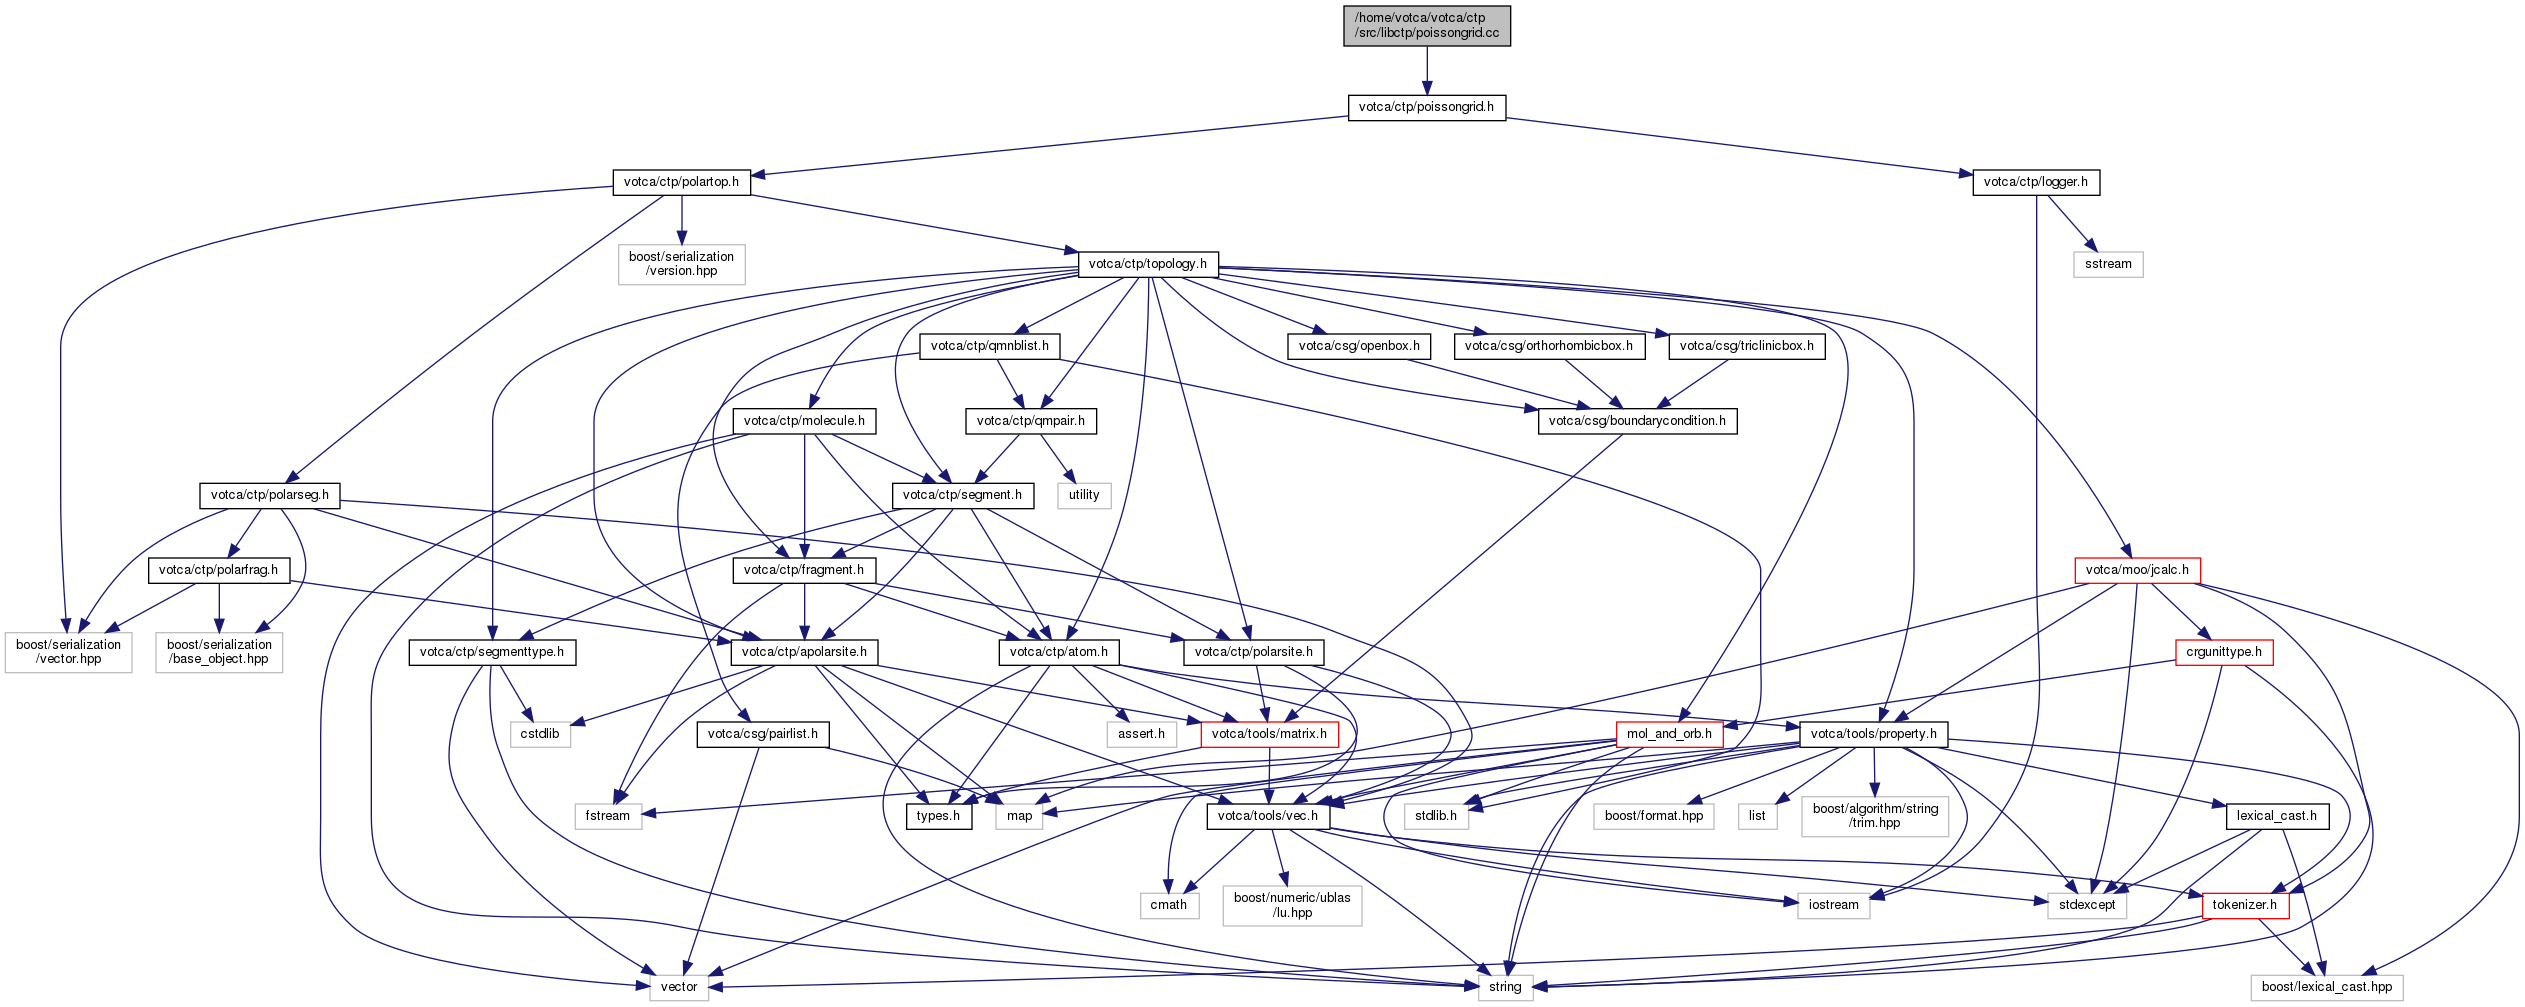 /home/votca/votca/ctp
/src/libctp/poissongrid.cc
votca/ctp/poissongrid.h
votca/ctp/polartop.h
votca/ctp/logger.h
boost/serialization
/version.hpp
votca/ctp/topology.h
sstream
votca/ctp/qmnblist.h
votca/csg/openbox.h
votca/csg/orthorhombicbox.h
votca/csg/triclinicbox.h
votca/ctp/molecule.h
votca/ctp/qmpair.h
votca/csg/boundarycondition.h
votca/ctp/polarseg.h
votca/ctp/segment.h
utility
votca/ctp/polarfrag.h
votca/ctp/fragment.h
votca/moo/jcalc.h
boost/serialization
/vector.hpp
boost/serialization
/base_object.hpp
votca/ctp/segmenttype.h
votca/ctp/apolarsite.h
votca/ctp/atom.h
votca/ctp/polarsite.h
crgunittype.h
cstdlib
votca/csg/pairlist.h
assert.h
votca/tools/matrix.h
mol_and_orb.h
votca/tools/property.h
fstream
types.h
map
votca/tools/vec.h
stdlib.h
boost/format.hpp
list
boost/algorithm/string
/trim.hpp
lexical_cast.h
cmath
boost/numeric/ublas
/lu.hpp
iostream
stdexcept
tokenizer.h
vector
string
boost/lexical_cast.hpp